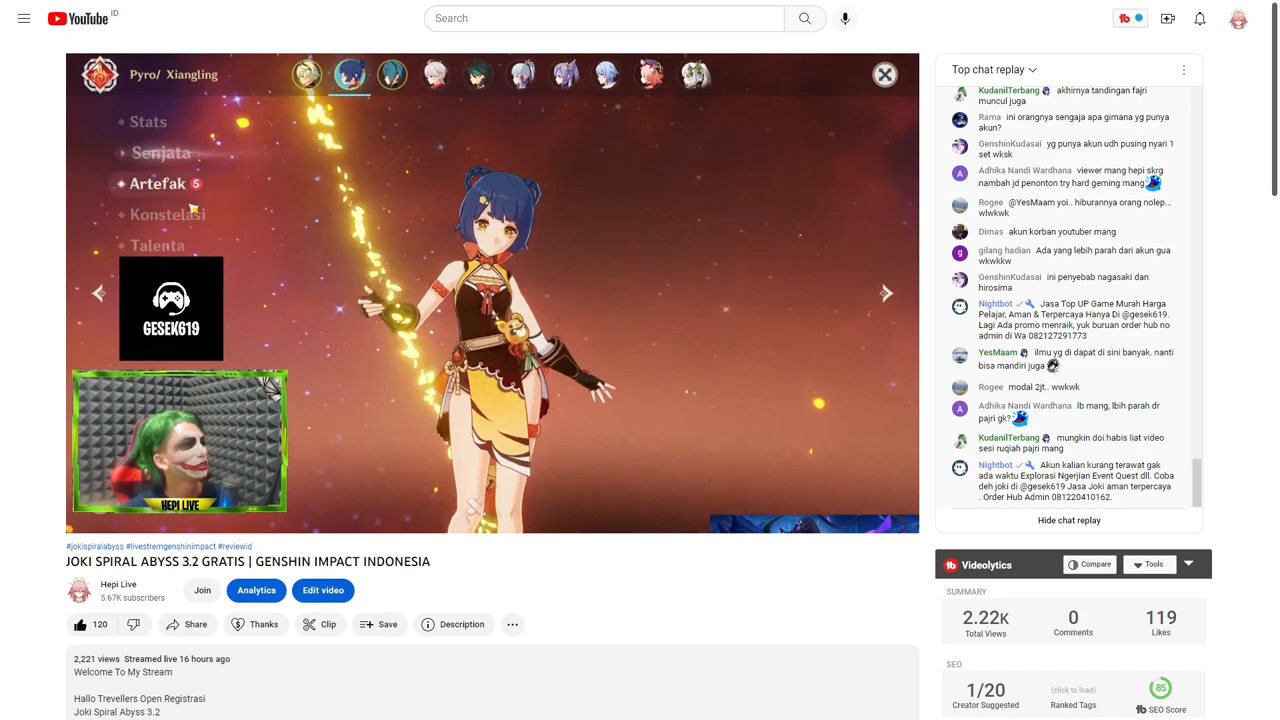 YouTube ID
Search
Pyro/ Xiangling
Stats
Senjata
Artefak 5
Konstelasi
Talenta
GESEK619
HEPI LIVE
#jokispiralabyss #livestremgenshinimpact #reviewid
JOKI SPIRAL ABYSS 3.2 GRATIS | GENSHIN IMPACT INDONESIA
Hepi Live
5.67K subscribers
Join
Analytics
Edit video
120
Share
Thanks
Clip
Save
Description
2,221 views Streamed live 16 hours ago
Welcome To My Stream
Hallo Trevellers Open Registrasi
Joki Spiral Abyss 3.2
Top chat replay
KudanilTerbang akhirnya tandingan fajri
muncul juga
Rama ini orangnya sengaja apa gimana yg punya
akun?
GenshinKudasai yg punya akun udh pusing nyari 1
set wksk
Adhika Nandi Wardhana viewer mang hepi skrg
nambah jd penonton try hard geming mang
Rogee @YesMaam yoi.. hiburannya orang nolep...
wlwkwk
Dimas akun korban youtuber mang
gilang hadian Ada yang lebih parah dari akun gua
wkwkkw
GenshinKudasai ini penyebab nagasaki dan
hirosima
Nightbot Jasa Top UP Game Murah Harga
Pelajar, Aman & Terpercaya Hanya Di @gesek619.
Lagi Ada promo menraik, yuk buruan order hub no
admin di Wa 082127291773
YesMaam ilmu yg di dapat di sini banyak. nanti
bisa mandiri juga
Rogee modal 2jt.. wwkwk
Adhika Nandi Wardhana lb mang, lbih parah dr
pajri gk?
KudanilTerbang mungkin doi habis liat video
sesi ruqiah pajri mang
Nightbot Akun kalian kurang terawat gak
ada waktu Explorasi Ngerjian Event Quest dll. Coba
deh joki di @gesek619 Jasa Joki aman terpercaya
. Order Hub Admin 081220410162.
Hide chat replay
tb Videolytics
Compare
Tools
SUMMARY
2.22K
Total Views
0
Comments
119
Likes
SEO
1/20
Creator Suggested
(click to load)
Ranked Tags
85
tb SEO Score